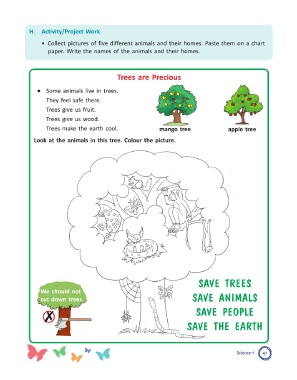 H. Activity/Project Work
• Collect pictures of five different animals and their homes. Paste them on a chart
paper. Write the names of the animals and their homes.
Trees are Precious
• Some animals live in trees.
They feel safe there.
Trees give us fruit.
Trees give us wood.
Trees make the earth cool.
mango tree apple tree
Look at the animals in this tree. Colour the picture.
We should not
cut down trees.
SAVE TREES
SAVE ANIMALS
SAVE PEOPLE
SAVE THE EARTH